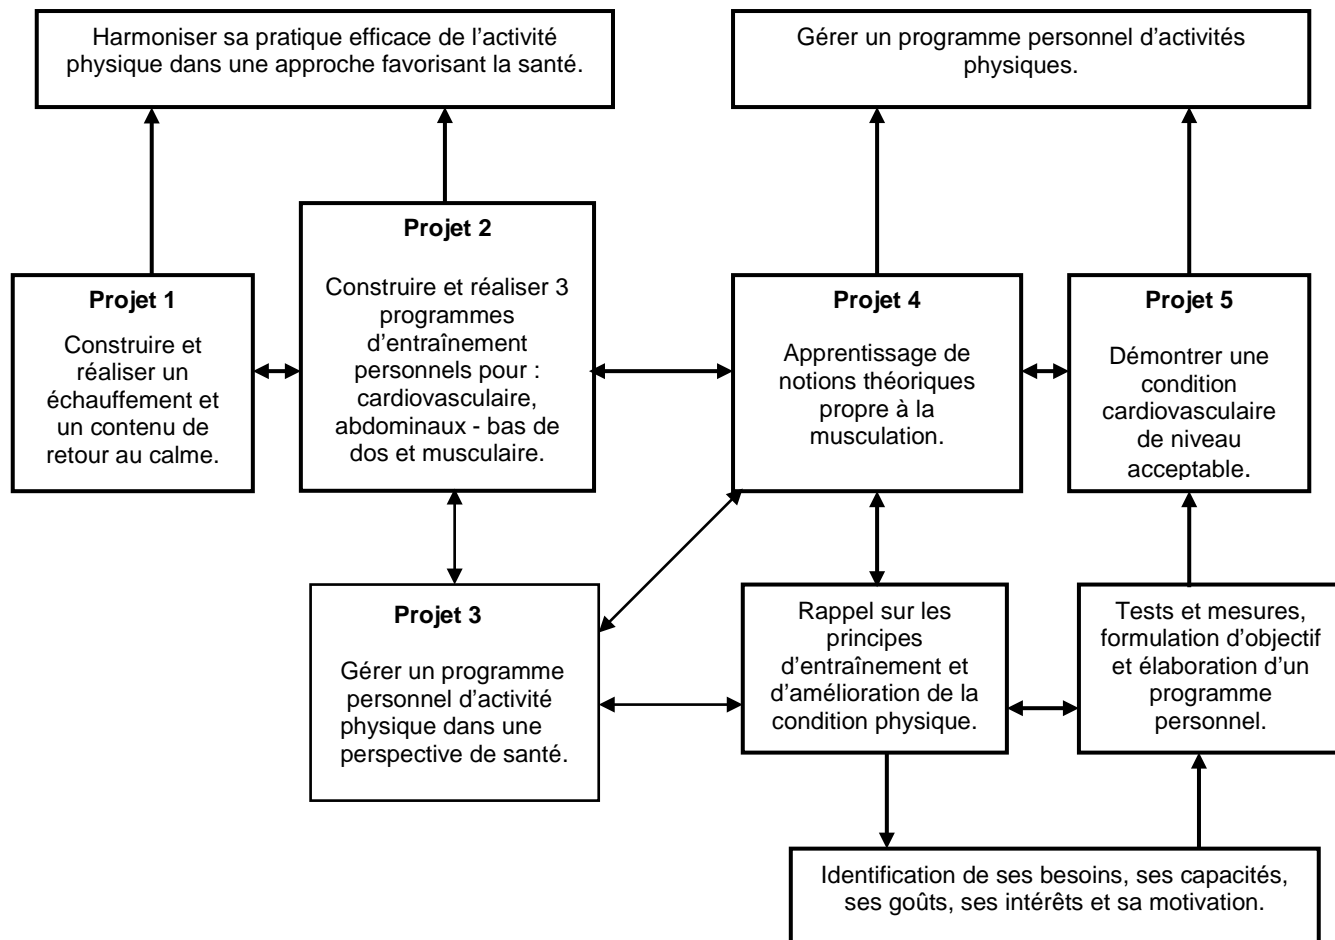 Harmoniser sa pratique efficace de l'activité
physique dans une approche favorisant la santé.
Gérer un programme personnel d'activités
physiques.
Projet 1
Construire et
réaliser un
échauffement et
un contenu de
retour au calme.
Projet 2
Construire et réaliser 3
programmes
d'entraînement
personnels pour :
cardiovasculaire,
abdominaux - bas de
dos et musculaire.
Projet 4
Apprentissage de
notions théoriques
propre à la
musculation.
Projet 5
Démontrer une
condition
cardiovasculaire
de niveau
acceptable.
Projet 3
Gérer un programme
personnel d'activité
physique dans une
perspective de santé.
Rappel sur les
principes
d'entraînement et
d'amélioration de la
condition physique.
Tests et mesures,
formulation d'objectif
et élaboration d'un
programme
personnel.
Identification de ses besoins, ses capacités,
ses goûts, ses intérêts et sa motivation.